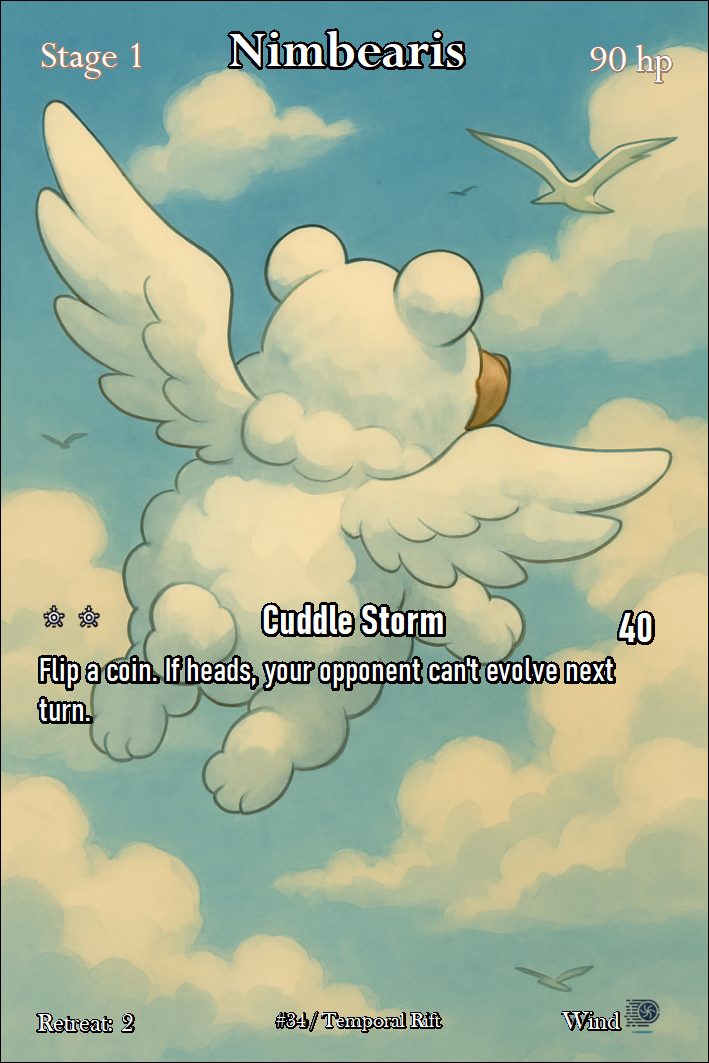 Stage 1
Nimbearis
90 hp
Cuddle Storm
40
Flip a coin. If heads, your opponent can't evolve next
turn.
Retreat: 2
#34 / Temporal Rift
Wind